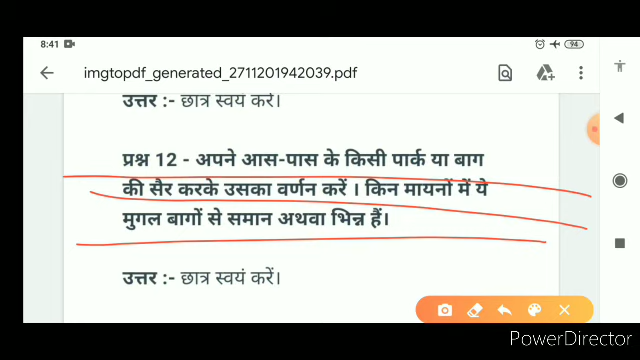 8:41
94
imgtopdf_generated_2711201942039.pdf
उत्तर :- छात्र स्वयं करें।
प्रश्न 12 - अपने आस-पास के किसी पार्क या बाग
की सैर करके उसका वर्णन करें । किन मायनों में ये
मुगल बागों से समान अथवा भिन्न हैं।
उत्तर :- छात्र स्वयं करें।
PowerDirector